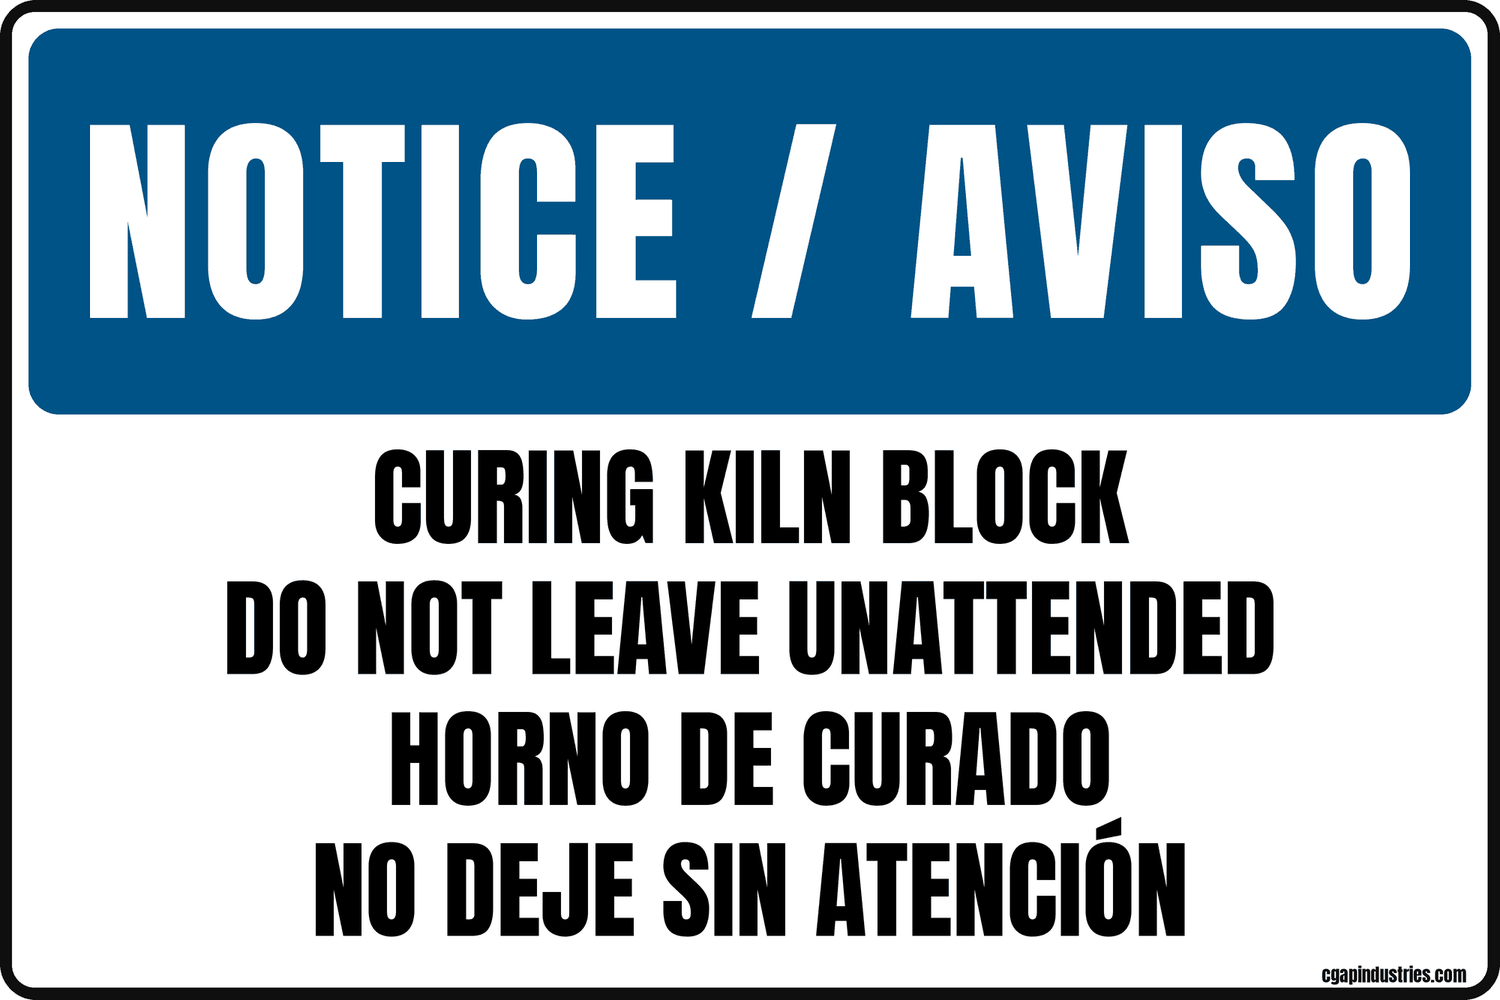 NOTICE / AVISO
CURING KILN BLOCK
DO NOT LEAVE UNATTENDED
HORNO DE CURADO
NO DEJE SIN ATENCIÓN
cgapindustries.com